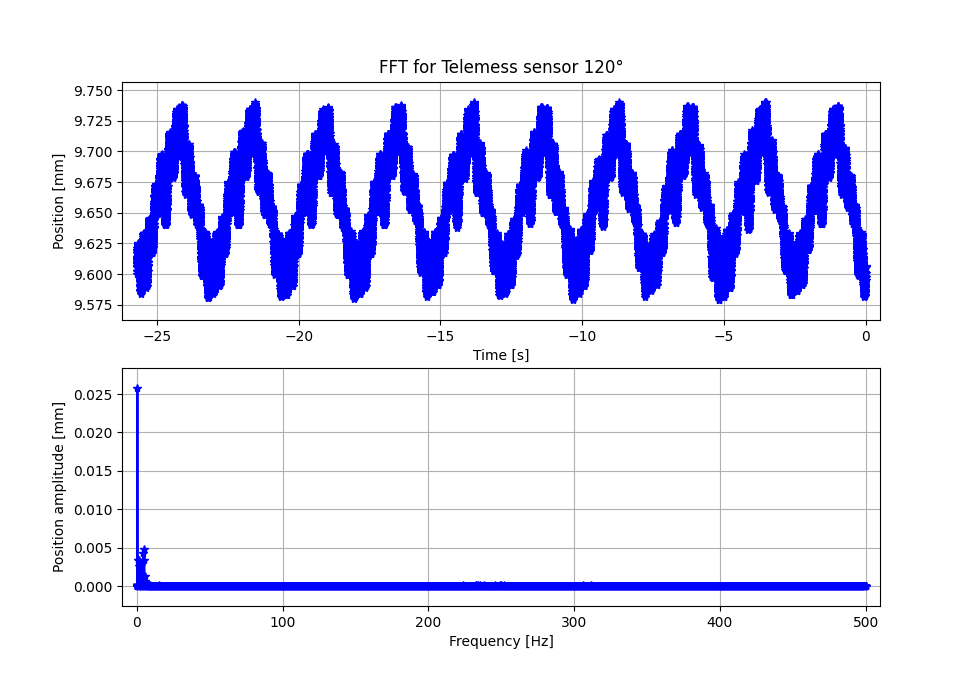 FFT for Telemess sensor 120°
9.750
9.725
9.700
9.675
9.650
9.625
9.600
9.575
Position [mm]
−25 −20 −15 −10 −5 0
Time [s]
0.025
0.020
0.015
0.010
0.005
0.000
Position amplitude [mm]
0 100 200 300 400 500
Frequency [Hz]